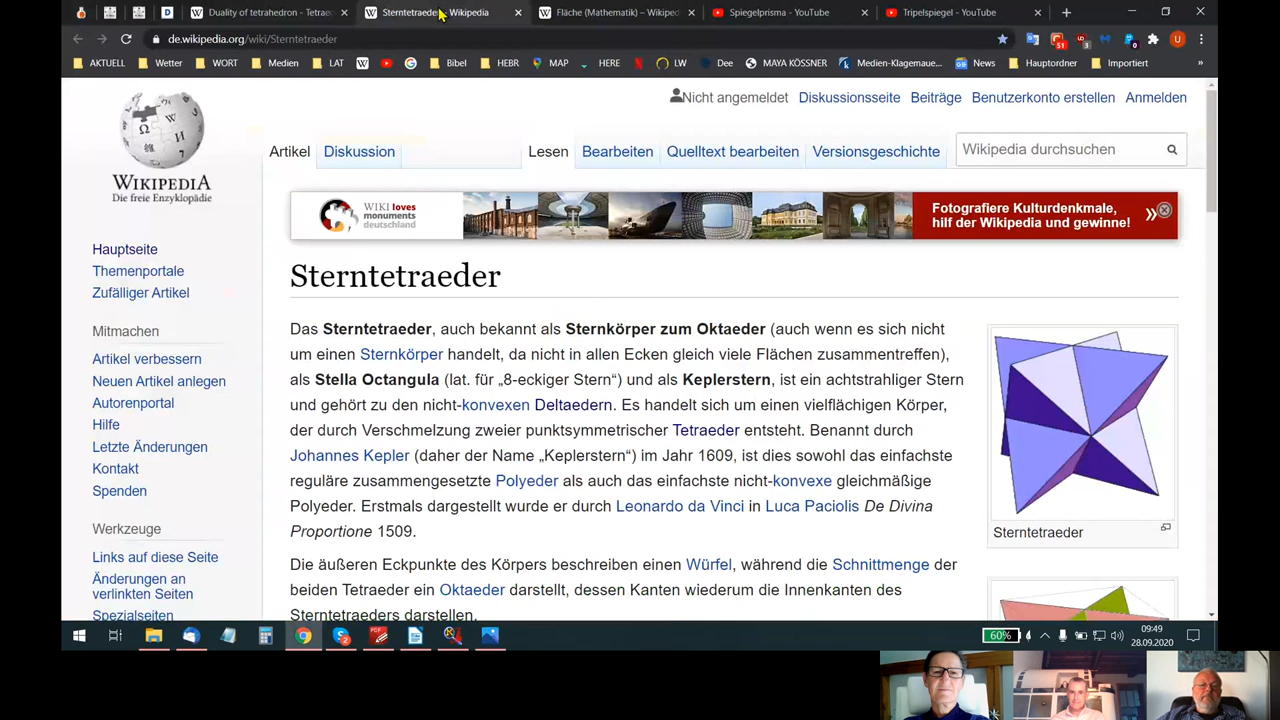 Duality of tetrahedron - Tetrae
Sterntetraeder – Wikipedia
Fläche (Mathematik) – Wikiped
Spiegelprisma - YouTube
Tripelspiegel - YouTube
de.wikipedia.org/wiki/Sterntetraeder
AKTUELL
Wetter
WORT
Medien
LAT
Bibel
HEBR
MAP
HERE
LW
Dee
MAYA KÖSSNER
Medien-Klagemaue...
News
Hauptordner
Importiert
Nicht angemeldet Diskussionsseite Beiträge Benutzerkonto erstellen Anmelden
WIKIPEDIA
Die freie Enzyklopädie
Artikel Diskussion Lesen Bearbeiten Quelltext bearbeiten Versionsgeschichte
Wikipedia durchsuchen
WIKI loves
monuments
deutschland
Fotografiere Kulturdenkmale,
hilf der Wikipedia und gewinne!
Hauptseite
Themenportale
Zufälliger Artikel
Mitmachen
Artikel verbessern
Neuen Artikel anlegen
Autorenportal
Hilfe
Letzte Änderungen
Kontakt
Spenden
Werkzeuge
Links auf diese Seite
Änderungen an
verlinkten Seiten
Spezialseiten
Sterntetraeder
Das Sterntetraeder, auch bekannt als Sternkörper zum Oktaeder (auch wenn es sich nicht
um einen Sternkörper handelt, da nicht in allen Ecken gleich viele Flächen zusammentreffen),
als Stella Octangula (lat. für „8-eckiger Stern“) und als Keplerstern, ist ein achtstrahliger Stern
und gehört zu den nicht-konvexen Deltaedern. Es handelt sich um einen vielflächigen Körper,
der durch Verschmelzung zweier punktsymmetrischer Tetraeder entsteht. Benannt durch
Johannes Kepler (daher der Name „Keplerstern“) im Jahr 1609, ist dies sowohl das einfachste
reguläre zusammengesetzte Polyeder als auch das einfachste nicht-konvexe gleichmäßige
Polyeder. Erstmals dargestellt wurde er durch Leonardo da Vinci in Luca Paciolis De Divina
Proportione 1509.
Die äußeren Eckpunkte des Körpers beschreiben einen Würfel, während die Schnittmenge der
beiden Tetraeder ein Oktaeder darstellt, dessen Kanten wiederum die Innenkanten des
Sterntetraeders darstellen.
Sterntetraeder
60%
09:49
28.09.2020